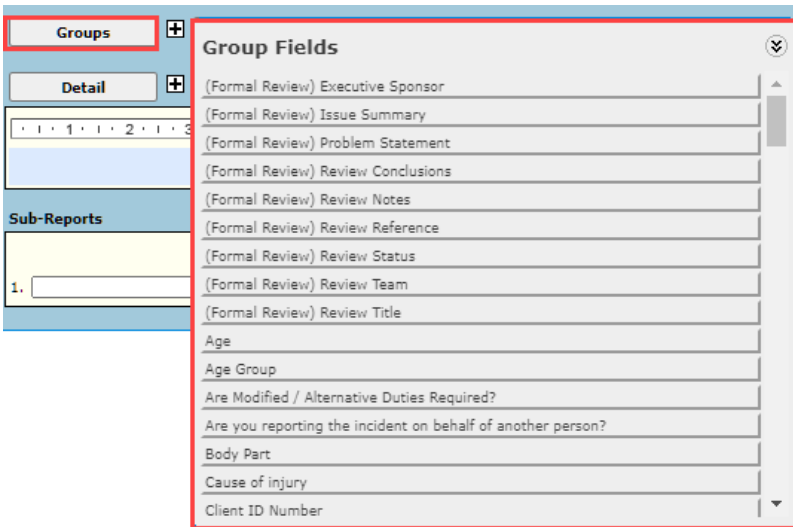 Groups
Group Fields
Detail
(Formal Review) Executive Sponsor
(Formal Review) Issue Summary
1 2 3
(Formal Review) Problem Statement
(Formal Review) Review Conclusions
(Formal Review) Review Notes
Sub-Reports
(Formal Review) Review Reference
(Formal Review) Review Status
1.
(Formal Review) Review Team
(Formal Review) Review Title
Age
Age Group
Are Modified / Alternative Duties Required?
Are you reporting the incident on behalf of another person?
Body Part
Cause of injury
Client ID Number